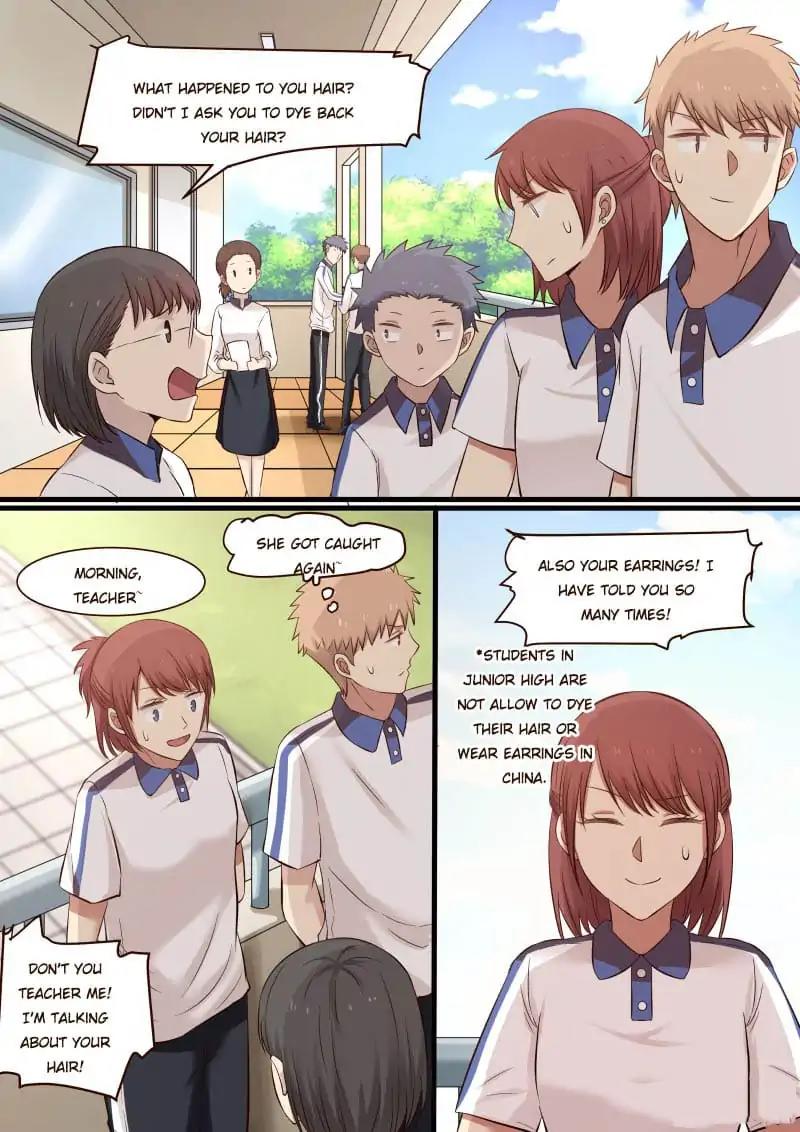 WHAT HAPPENED TO YOU HAIR?
DIDN'T I ASK YOU TO DYE BACK
YOUR HAIR?
MORNING,
TEACHER~
SHE GOT CAUGHT
AGAIN~
DON'T YOU
TEACHER ME!
I'M TALKING
ABOUT YOUR
HAIR!
ALSO YOUR EARRINGS! I
HAVE TOLD YOU SO
MANY TIMES!
*STUDENTS IN
JUNIOR HIGH ARE
NOT ALLOW TO DYE
THEIR HAIR OR
WEAR EARRINGS IN
CHINA.